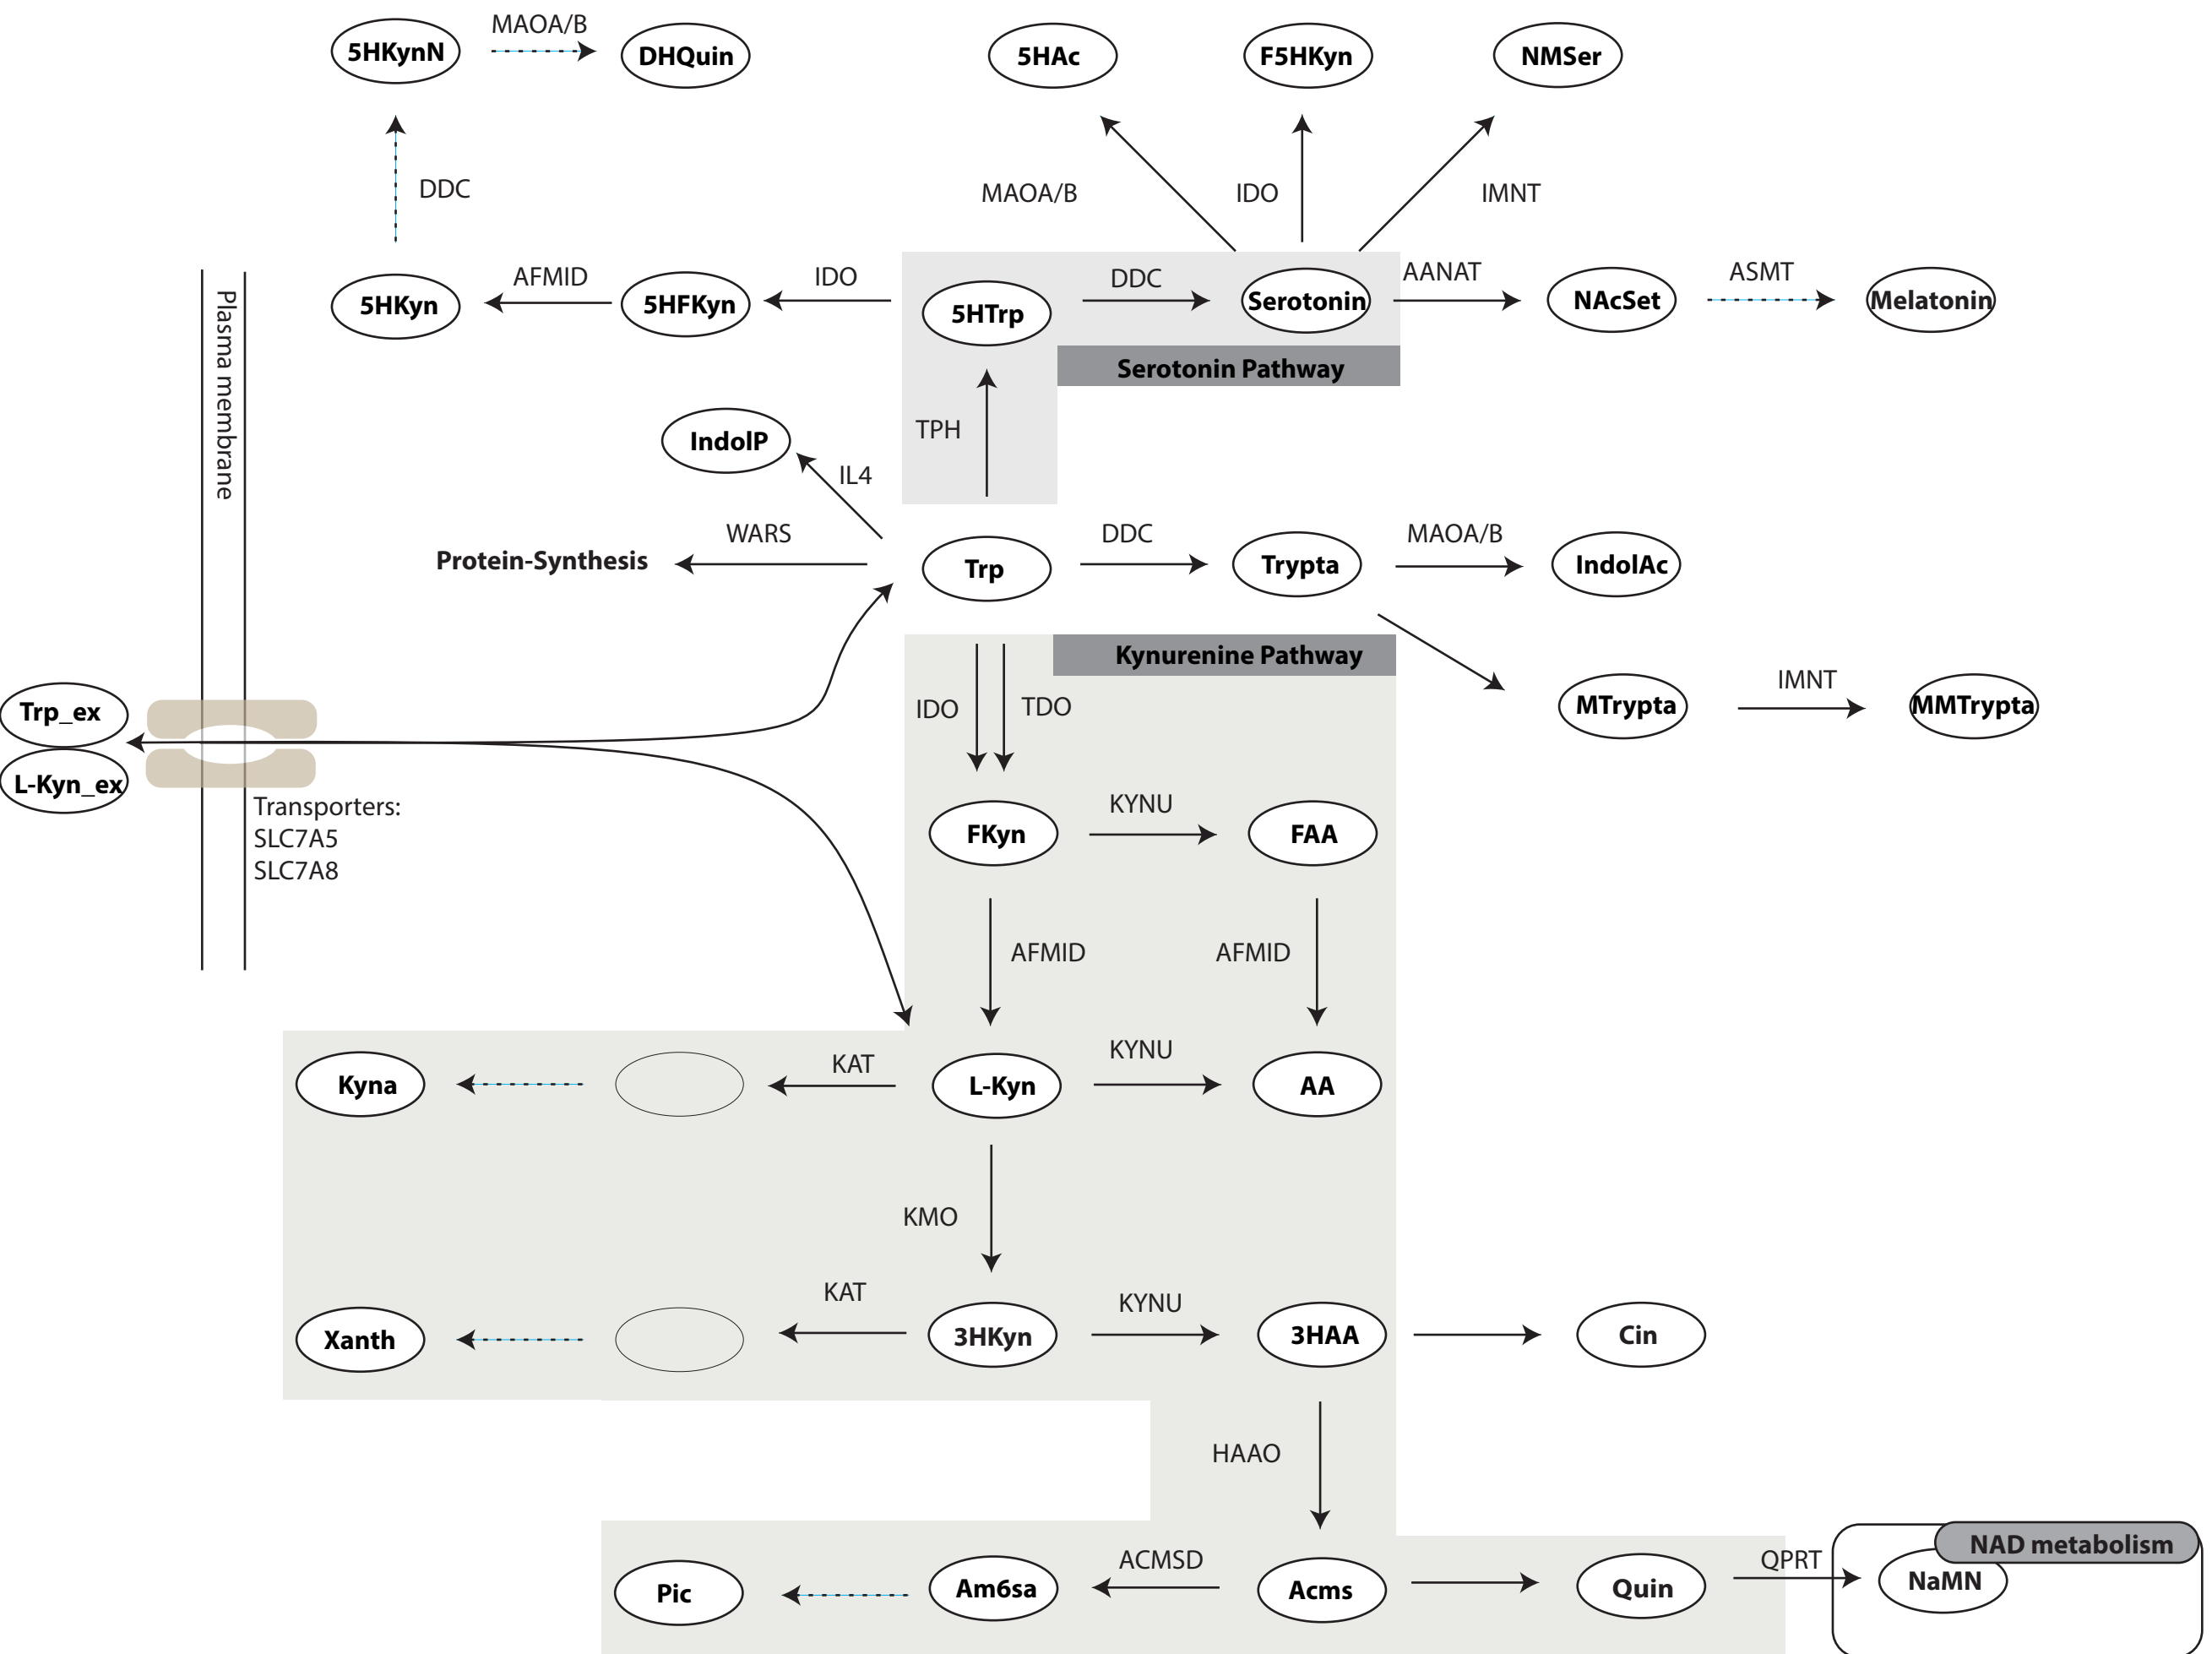 MAOA/B
5HKynN
DHQuin
5HAc
F5HKyn
NMSer
DDC
MAOA/B
IDO
IMNT
AFMID
IDO
DDC
AANAT
ASMT
5HKyn
5HFKyn
5HTrp
Serotonin
NAcSet
Melatonin
Plasma membrane
Serotonin Pathway
IndolP
TPH
IL4
WARS
DDC
MAOA/B
Protein-Synthesis
Trp
Trypta
IndolAc
Kynurenine Pathway
IDO
TDO
IMNT
MTrypta
MMTrypta
Trp_ex
L-Kyn_ex
Transporters:
SLC7A5
SLC7A8
KYNU
FKyn
FAA
AFMID
AFMID
KAT
KYNU
Kyna
L-Kyn
AA
KMO
KAT
KYNU
Xanth
3HKyn
3HAA
Cin
HAAO
ACMSD
QPRT
NAD metabolism
Pic
Am6sa
Acms
Quin
NaMN